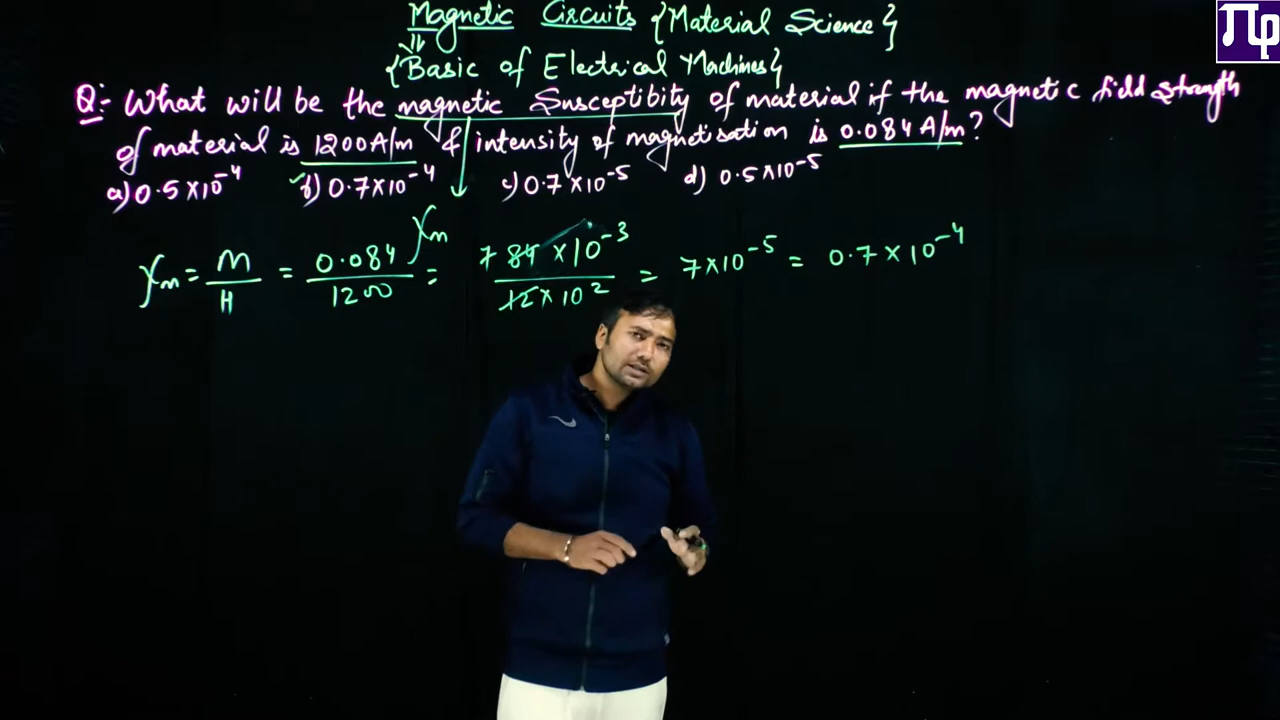 Magnetic Circuits {Material Science}
⇓
{Basic of Electrical Machines}
Πφ
Q:- What will be the magnetic Susceptibity of material if the magnetic field strength
of material is 1200A/m & intensity of magnetisation is 0.084 A/m?
a) 0.5×10⁻⁴ ✓b) 0.7×10⁻⁴ c) 0.7×10⁻⁵ d) 0.5×10⁻⁵
χm
χm = M/H = 0.084/1200 = 7 84×10⁻³/12×10² = 7×10⁻⁵ = 0.7×10⁻⁴